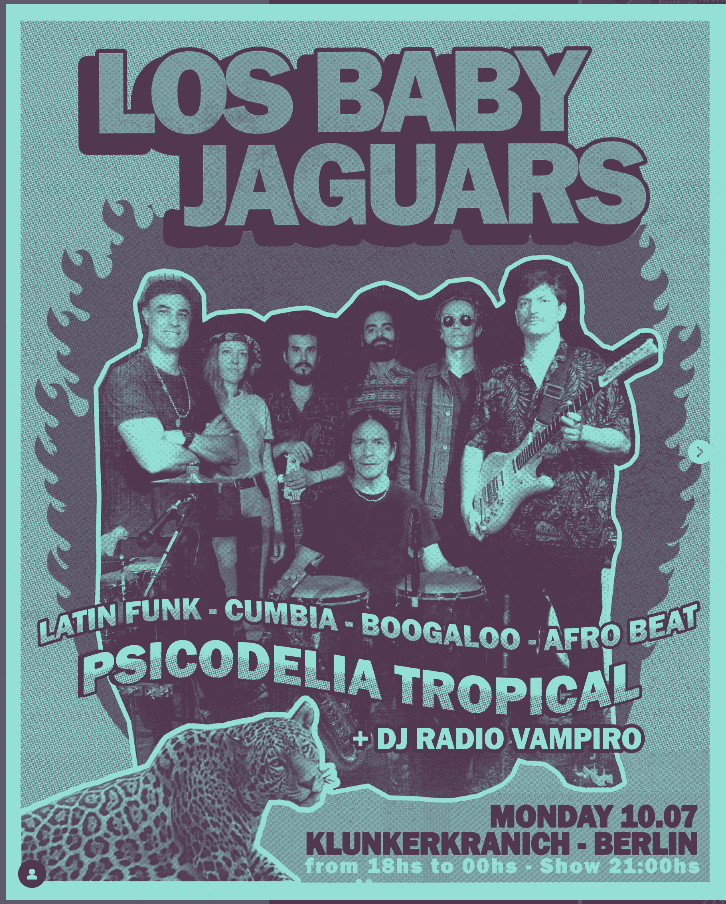 LOS BABY
JAGUARS
LATIN FUNK - CUMBIA - BOOGALOO - AFRO BEAT
PSICODELIA TROPICAL
+ DJ RADIO VAMPIRO
MONDAY 10.07
KLUNKERKRANICH - BERLIN
from 18hs to 00hs - Show 21:00hs